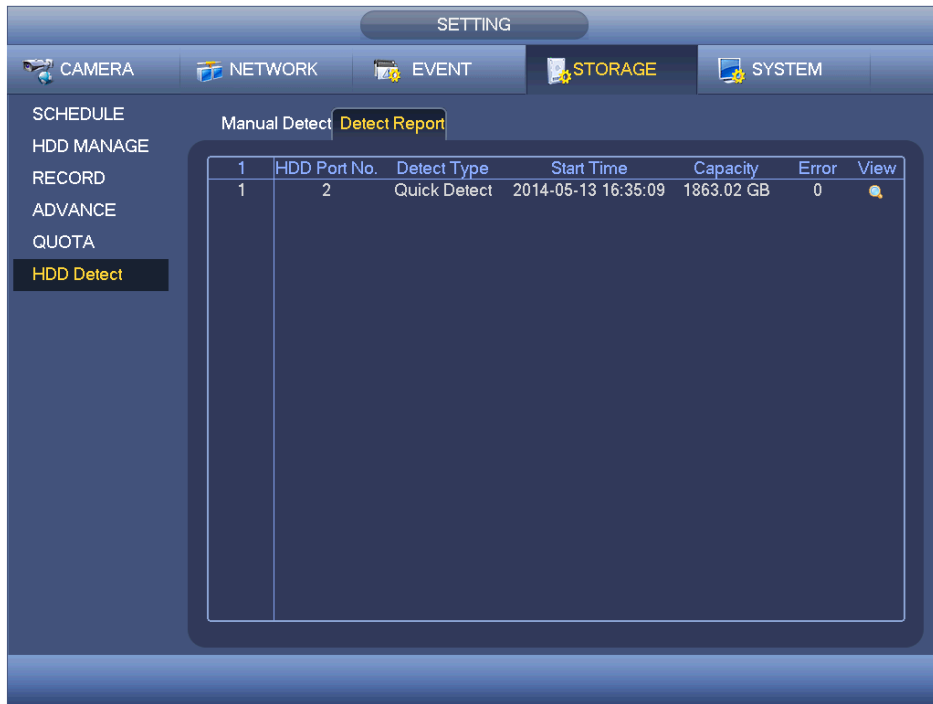 SETTING
CAMERA NETWORK EVENT STORAGE SYSTEM
SCHEDULE
HDD MANAGE
RECORD
ADVANCE
QUOTA
HDD Detect
Manual Detect Detect Report
1 HDD Port No. Detect Type Start Time Capacity Error View
1 2 Quick Detect 2014-05-13 16:35:09 1863.02 GB 0